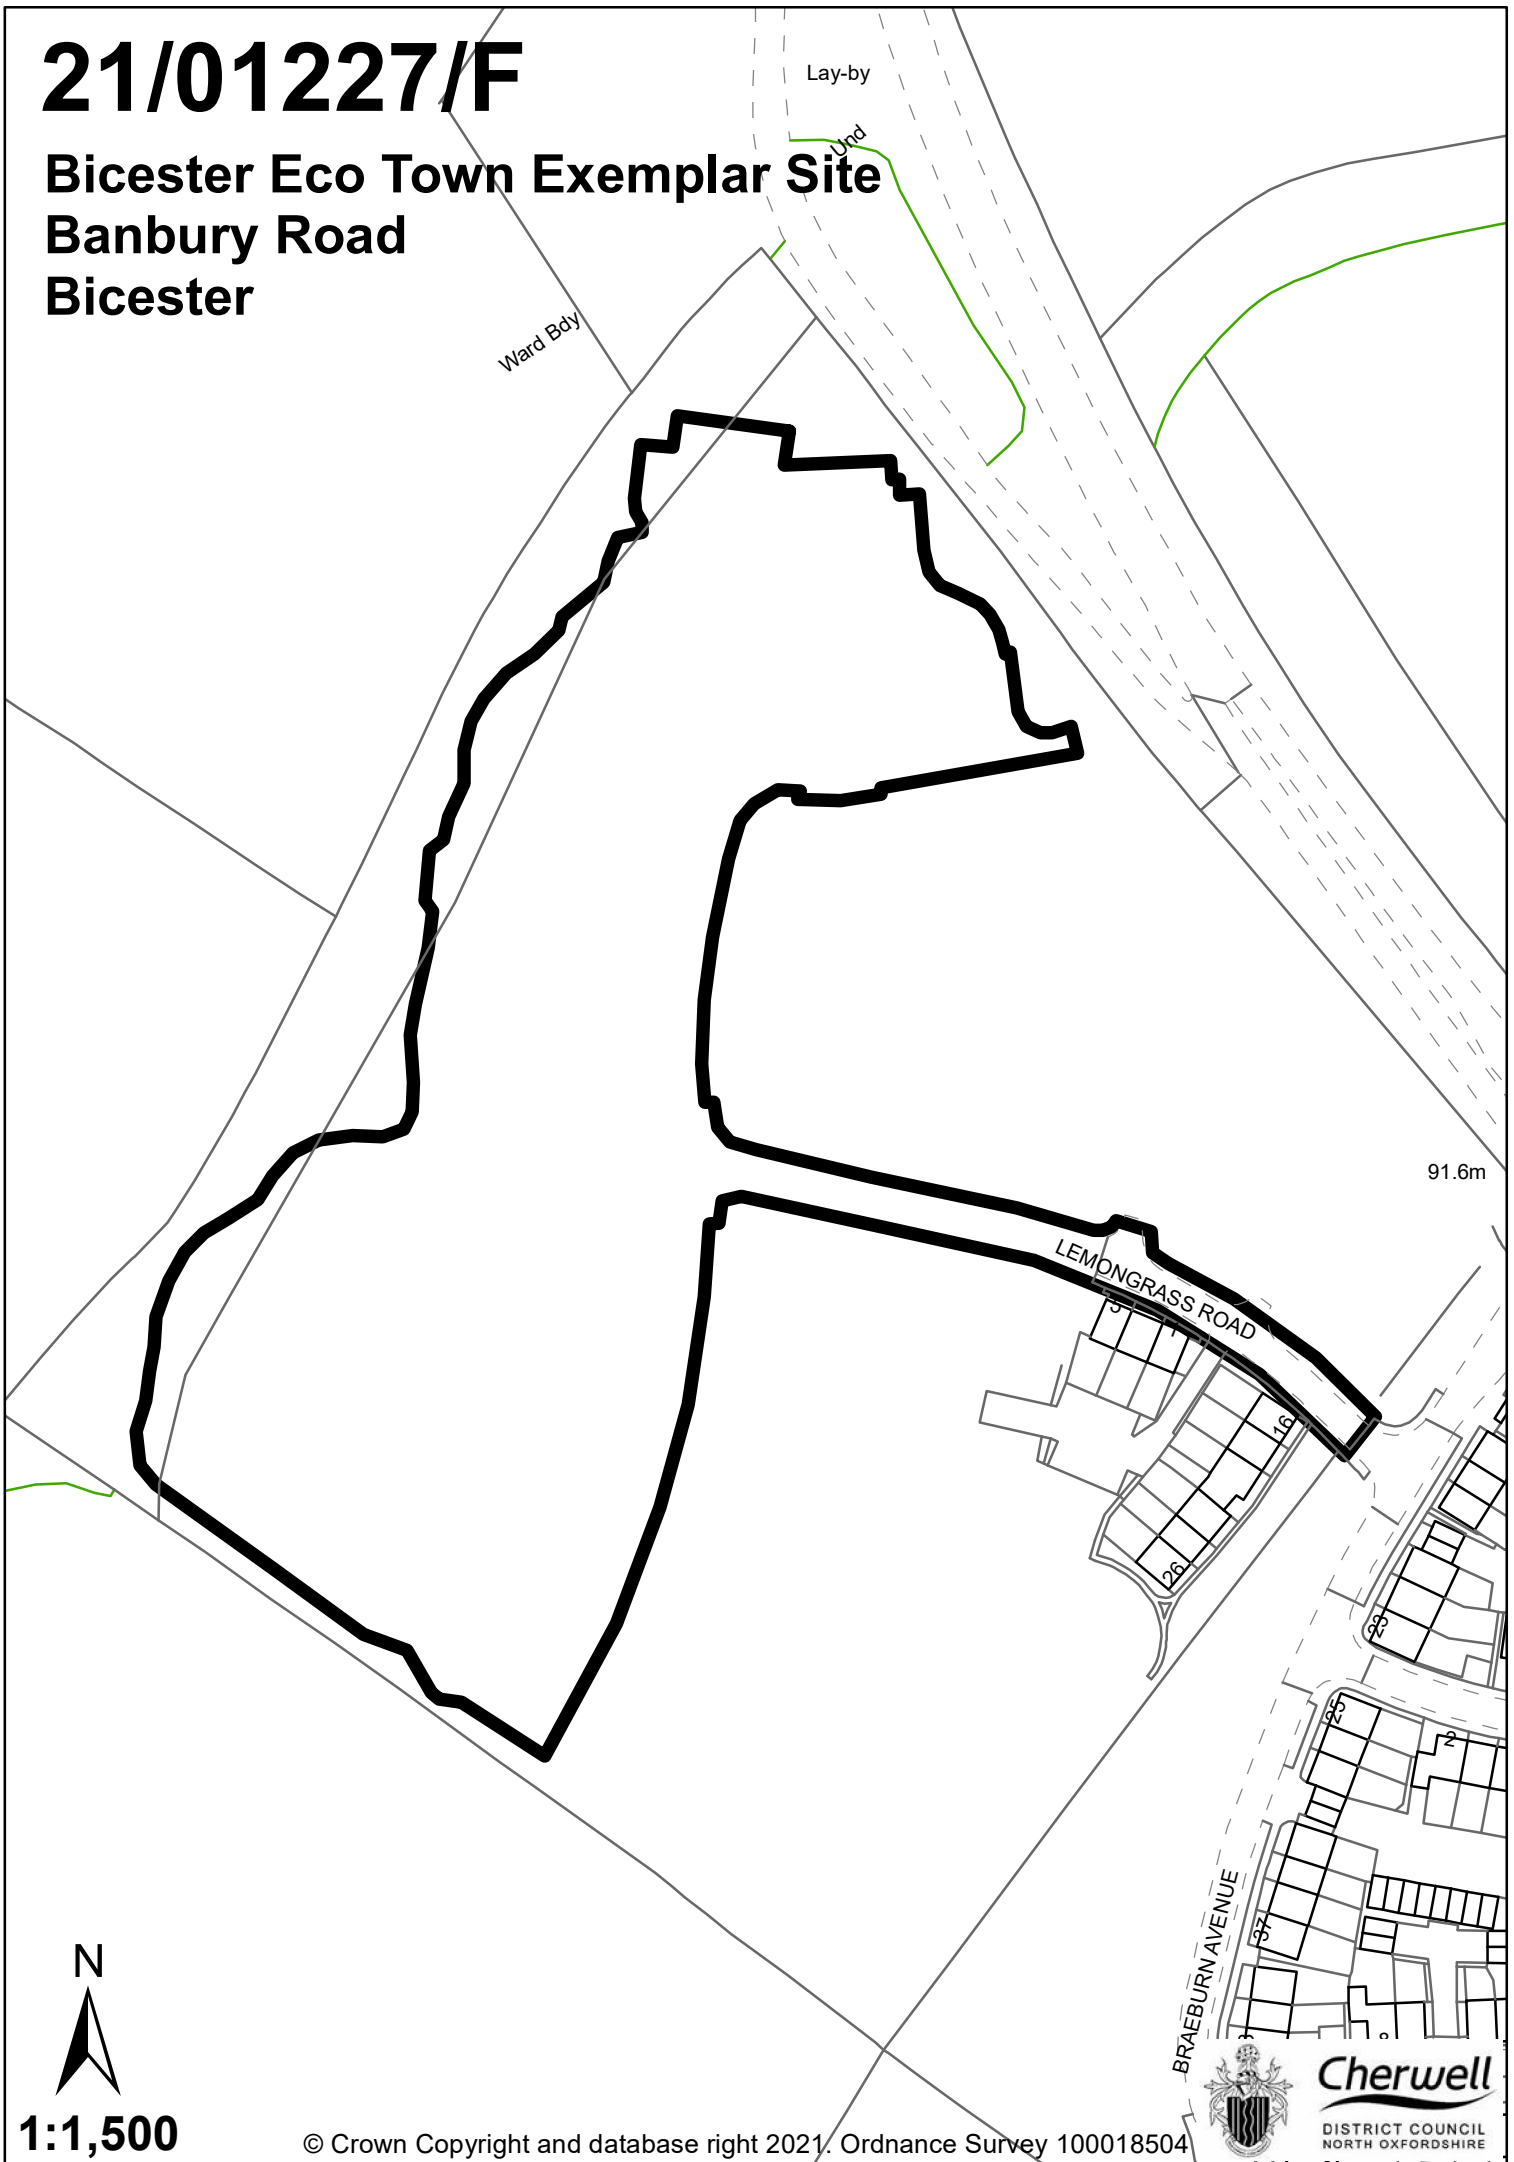 21/01227/F
Bicester Eco Town Exemplar Site
Banbury Road
Bicester
Lay-by
Und
Ward Bdy
91.6m
LEMONGRASS ROAD
5
1
16
26
23
25
2
37
BRAEBURN AVENUE
N
1:1,500
© Crown Copyright and database right 2021. Ordnance Survey 100018504
Cherwell
DISTRICT COUNCIL
NORTH OXFORDSHIRE